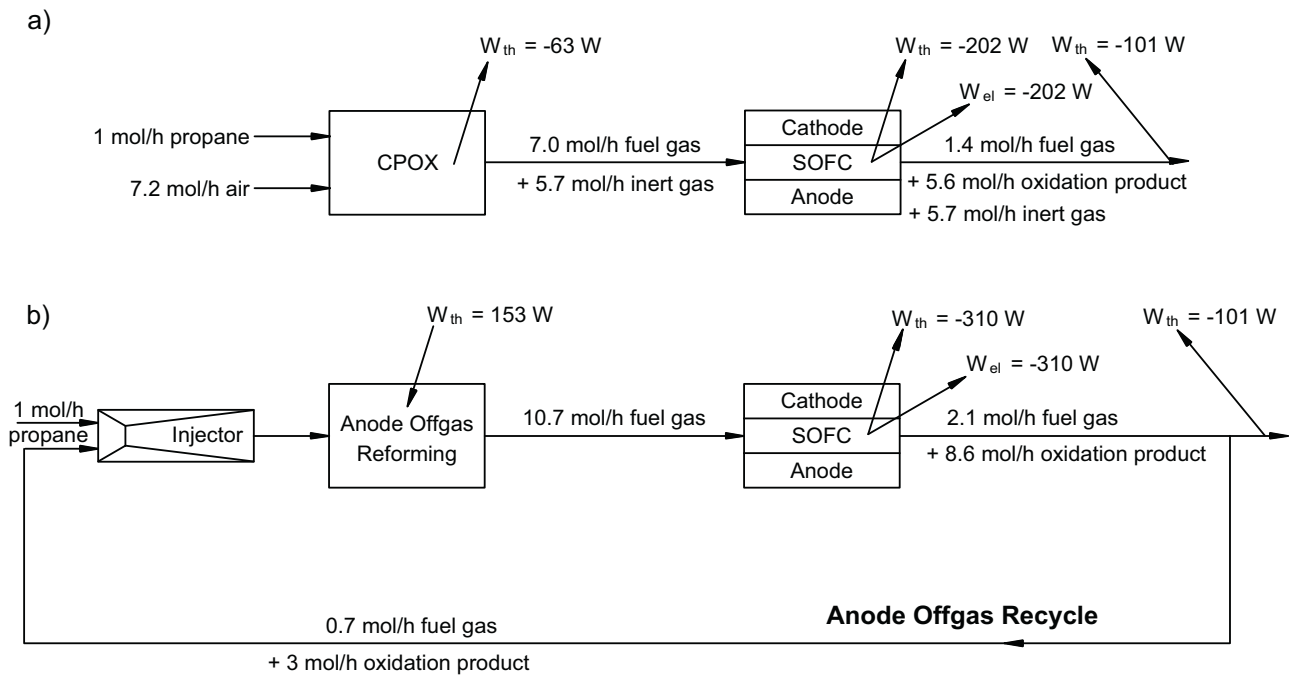 a)
W th = -63 W
W th = -202 W
W th = -101 W
W el = -202 W
1 mol/h propane
7.2 mol/h air
CPOX
7.0 mol/h fuel gas
+ 5.7 mol/h inert gas
Cathode
SOFC
Anode
1.4 mol/h fuel gas
+ 5.6 mol/h oxidation product
+ 5.7 mol/h inert gas
b)
W th = 153 W
W th = -310 W
W th = -101 W
W el = -310 W
1 mol/h
propane
Injector
Anode Offgas
Reforming
10.7 mol/h fuel gas
Cathode
SOFC
Anode
2.1 mol/h fuel gas
+ 8.6 mol/h oxidation product
Anode Offgas Recycle
0.7 mol/h fuel gas
+ 3 mol/h oxidation product